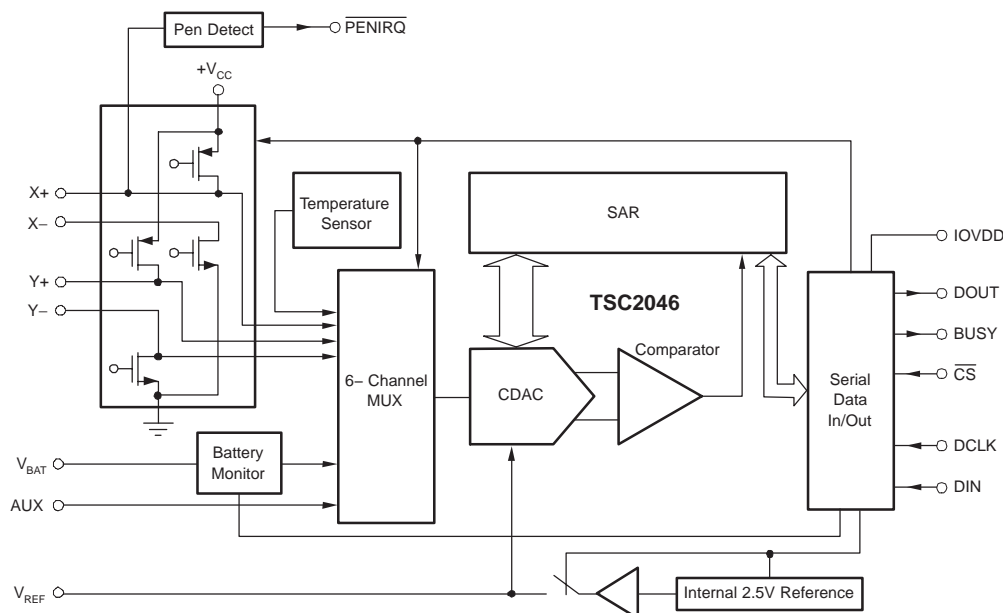 Pen Detect
PENIRQ
+VCC
X+
X–
Y+
Y–
Temperature
Sensor
SAR
IOVDD
DOUT
BUSY
CS
DCLK
DIN
TSC2046
Comparator
6– Channel
MUX
CDAC
Serial
Data
In/Out
VBAT
Battery
Monitor
AUX
VREF
Internal 2.5V Reference